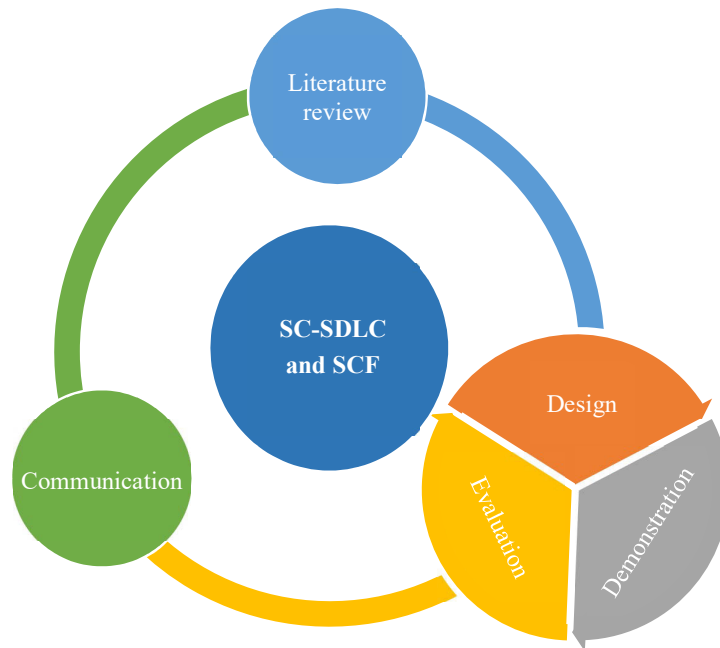 Literature
review
SC-SDLC
and SCF
Design
Communication
Evaluation
Demonstration